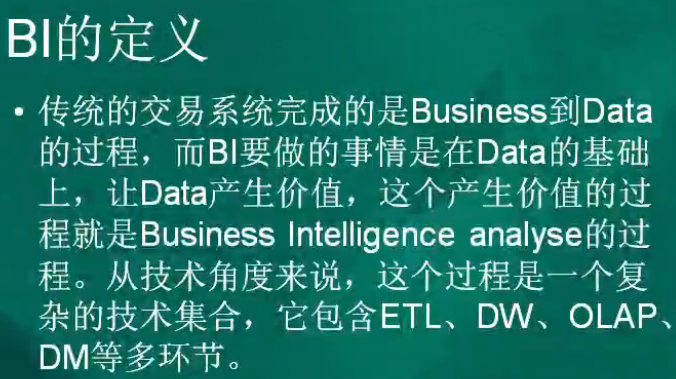 BI的定义
• 传统的交易系统完成的是Business到Data
的过程，而BI要做的事情是在Data的基础
上，让Data产生价值，这个产生价值的过
程就是Business Intelligence analyse的过
程。从技术角度来说，这个过程是一个复
杂的技术集合，它包含ETL、DW、OLAP、
DM等多环节。